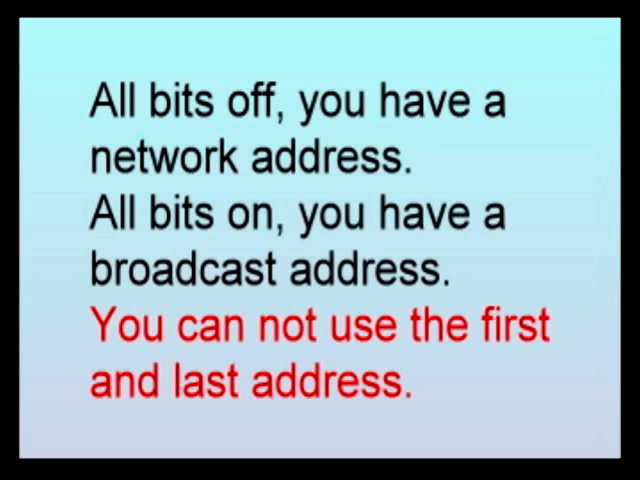 All bits off, you have a
network address.
All bits on, you have a
broadcast address.
You can not use the first
and last address.